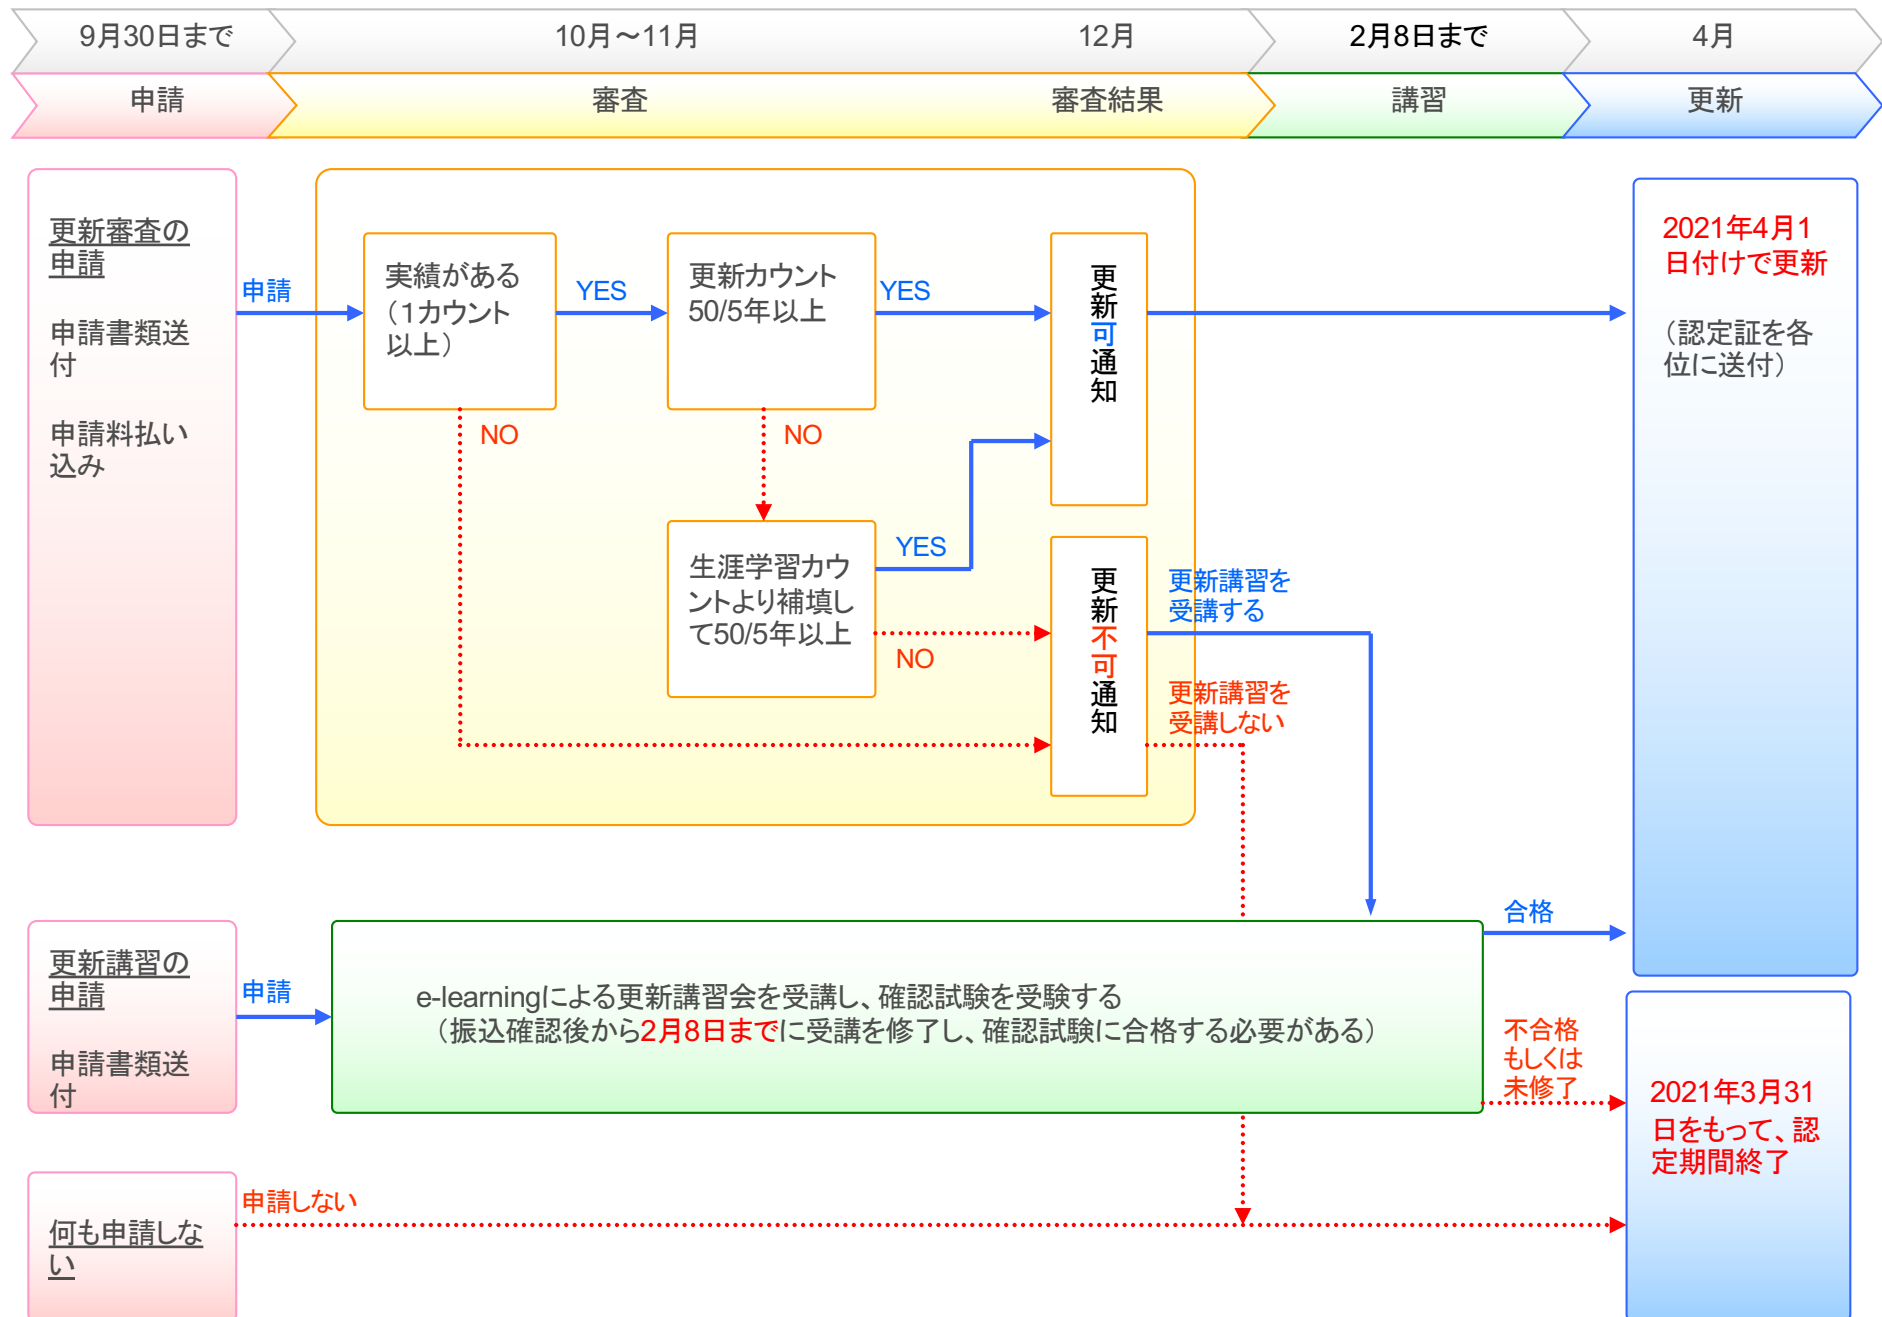 9月30日まで
10月～11月
12月
2月8日まで
4月
申請
審査
審査結果
講習
更新
更新審査の
申請
申請書類送
付
申請料払い
込み
申請
実績がある
（１カウント
以上）
YES
更新カウント
50/5年以上
YES
更新可通知
2021年4月1
日付けで更新
（認定証を各
位に送付）
NO
NO
生涯学習カウ
ントより補填し
て50/5年以上
YES
NO
更新不可通知
更新講習を
受講する
更新講習を
受講しない
更新講習の
申請
申請書類送
付
申請
e-learningによる更新講習会を受講し、確認試験を受験する
（振込確認後から2月8日までに受講を修了し、確認試験に合格する必要がある）
合格
不合格
もしくは
未修了
2021年3月31
日をもって、認
定期間終了
何も申請しな
い
申請しない